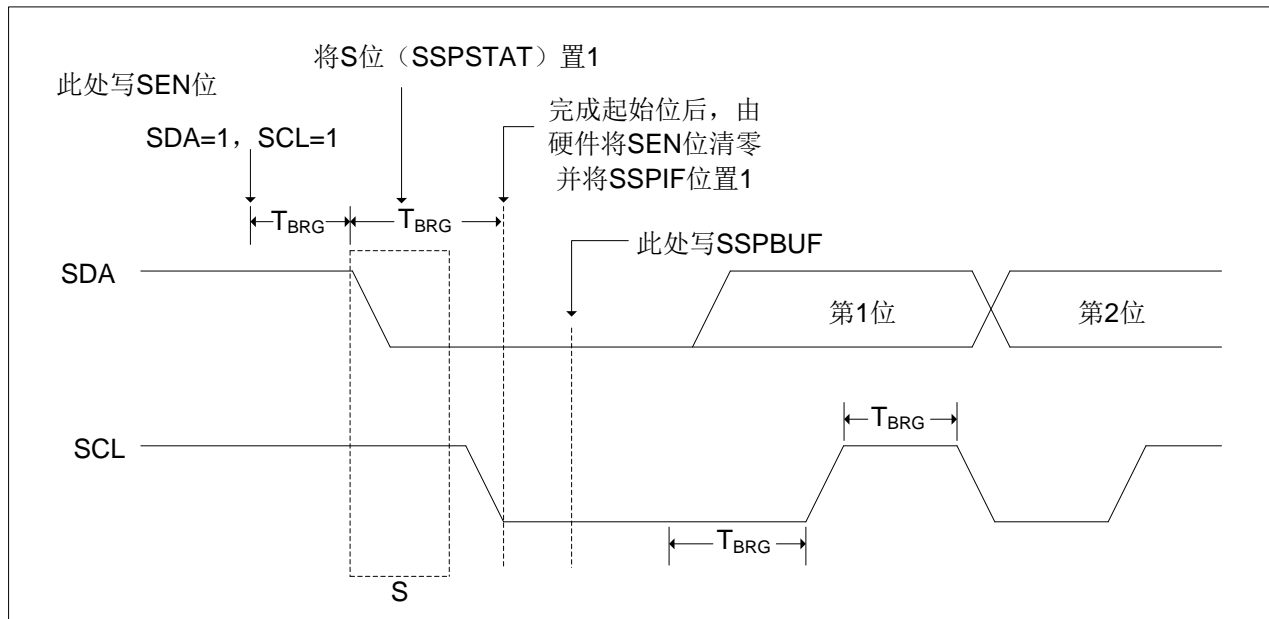 将S位（SSPSTAT）置1
此处写SEN位
SDA=1，SCL=1
完成起始位后，由
硬件将SEN位清零
并将SSPIF位置1
TBRG
TBRG
此处写SSPBUF
SDA
第1位
第2位
TBRG
SCL
TBRG
S